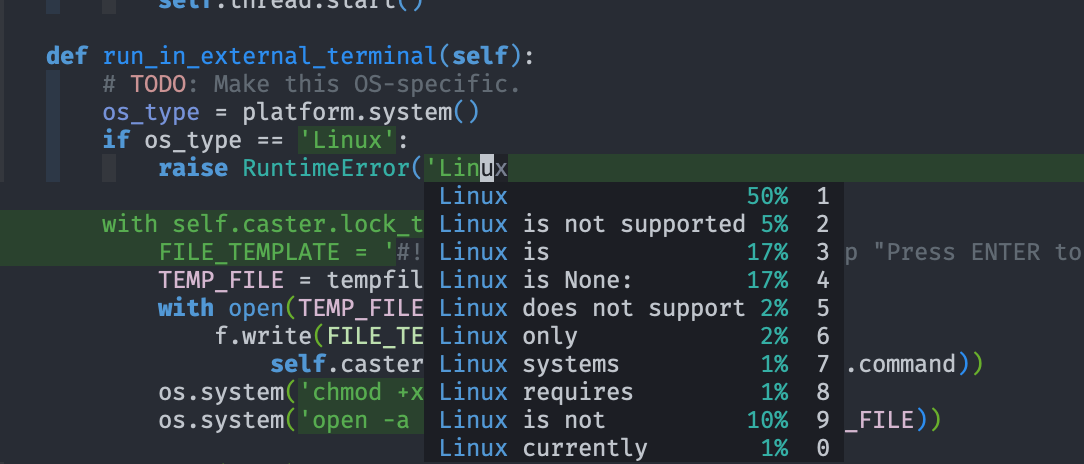 self.thread.start()
def run_in_external_terminal(self):
# TODO: Make this OS-specific.
os_type = platform.system()
if os_type == 'Linux':
raise RuntimeError('Linux
Linux 50% 1
with self.caster.lock_t Linux is not supported 5% 2
FILE_TEMPLATE = '#! Linux is 17% 3 p "Press ENTER to
TEMP_FILE = tempfil Linux is None: 17% 4
with open(TEMP_FILE Linux does not support 2% 5
f.write(FILE_TE Linux only 2% 6
self.caster Linux systems 1% 7 .command))
os.system('chmod +x Linux requires 1% 8
os.system('open -a Linux is not 10% 9 _FILE))
Linux currently 1% 0